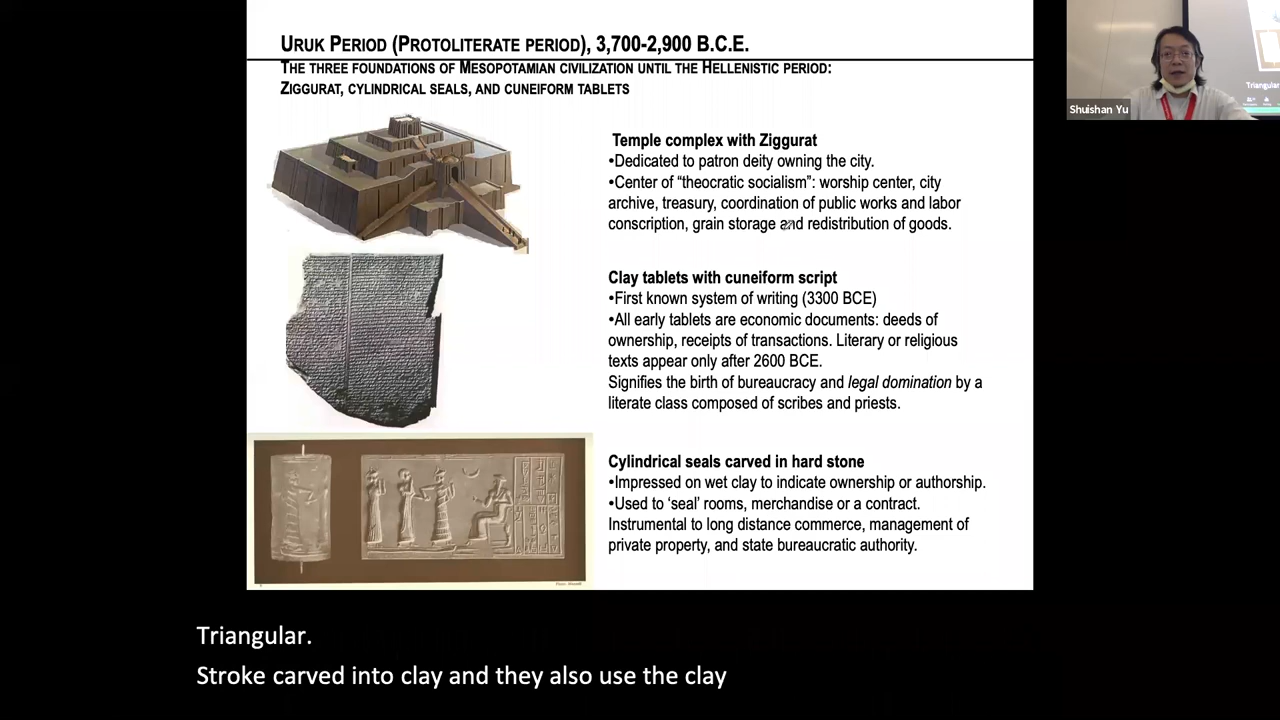 URUK PERIOD (PROTOLITERATE PERIOD), 3,700-2,900 B.C.E.
THE THREE FOUNDATIONS OF MESOPOTAMIAN CIVILIZATION UNTIL THE HELLENISTIC PERIOD:
ZIGGURAT, CYLINDRICAL SEALS, AND CUNEIFORM TABLETS
Temple complex with Ziggurat
•Dedicated to patron deity owning the city.
•Center of “theocratic socialism”: worship center, city
archive, treasury, coordination of public works and labor
conscription, grain storage and redistribution of goods.
Clay tablets with cuneiform script
•First known system of writing (3300 BCE)
•All early tablets are economic documents: deeds of
ownership, receipts of transactions. Literary or religious
texts appear only after 2600 BCE.
Signifies the birth of bureaucracy and legal domination by a
literate class composed of scribes and priests.
Cylindrical seals carved in hard stone
•Impressed on wet clay to indicate ownership or authorship.
•Used to ‘seal’ rooms, merchandise or a contract.
Instrumental to long distance commerce, management of
private property, and state bureaucratic authority.
Shuishan Yu
Triangular
Triangular.
Stroke carved into clay and they also use the clay